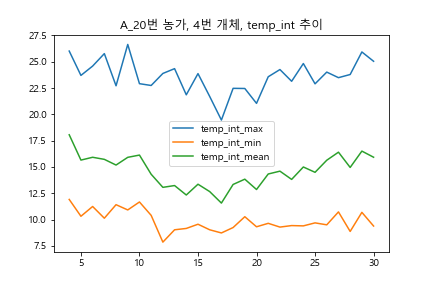 A_20번 농가, 4번 개체, temp_int 추이
27.5
25.0
22.5
20.0
17.5
15.0
12.5
10.0
7.5
temp_int_max
temp_int_min
temp_int_mean
5 10 15 20 25 30